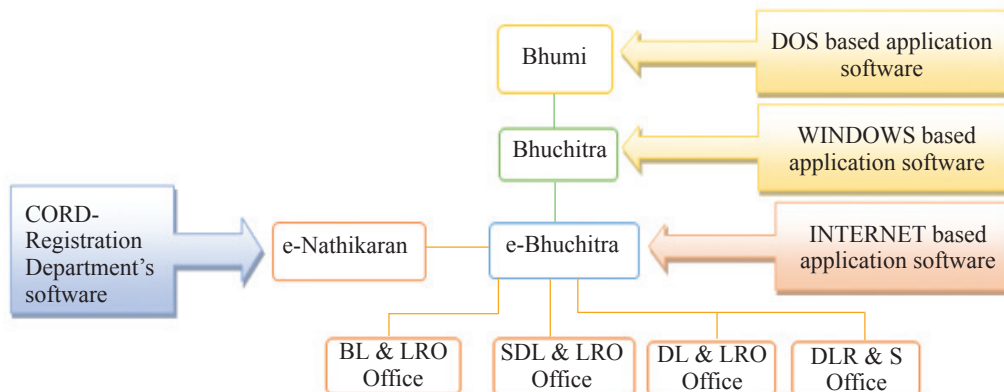 Bhumi
DOS based application
software
Bhuchitra
WINDOWS based
application software
CORD-
Registration
Department's
software
e-Nathikaran
e-Bhuchitra
INTERNET based
application software
BL & LRO
Office
SDL & LRO
Office
DL & LRO
Office
DLR & S
Office